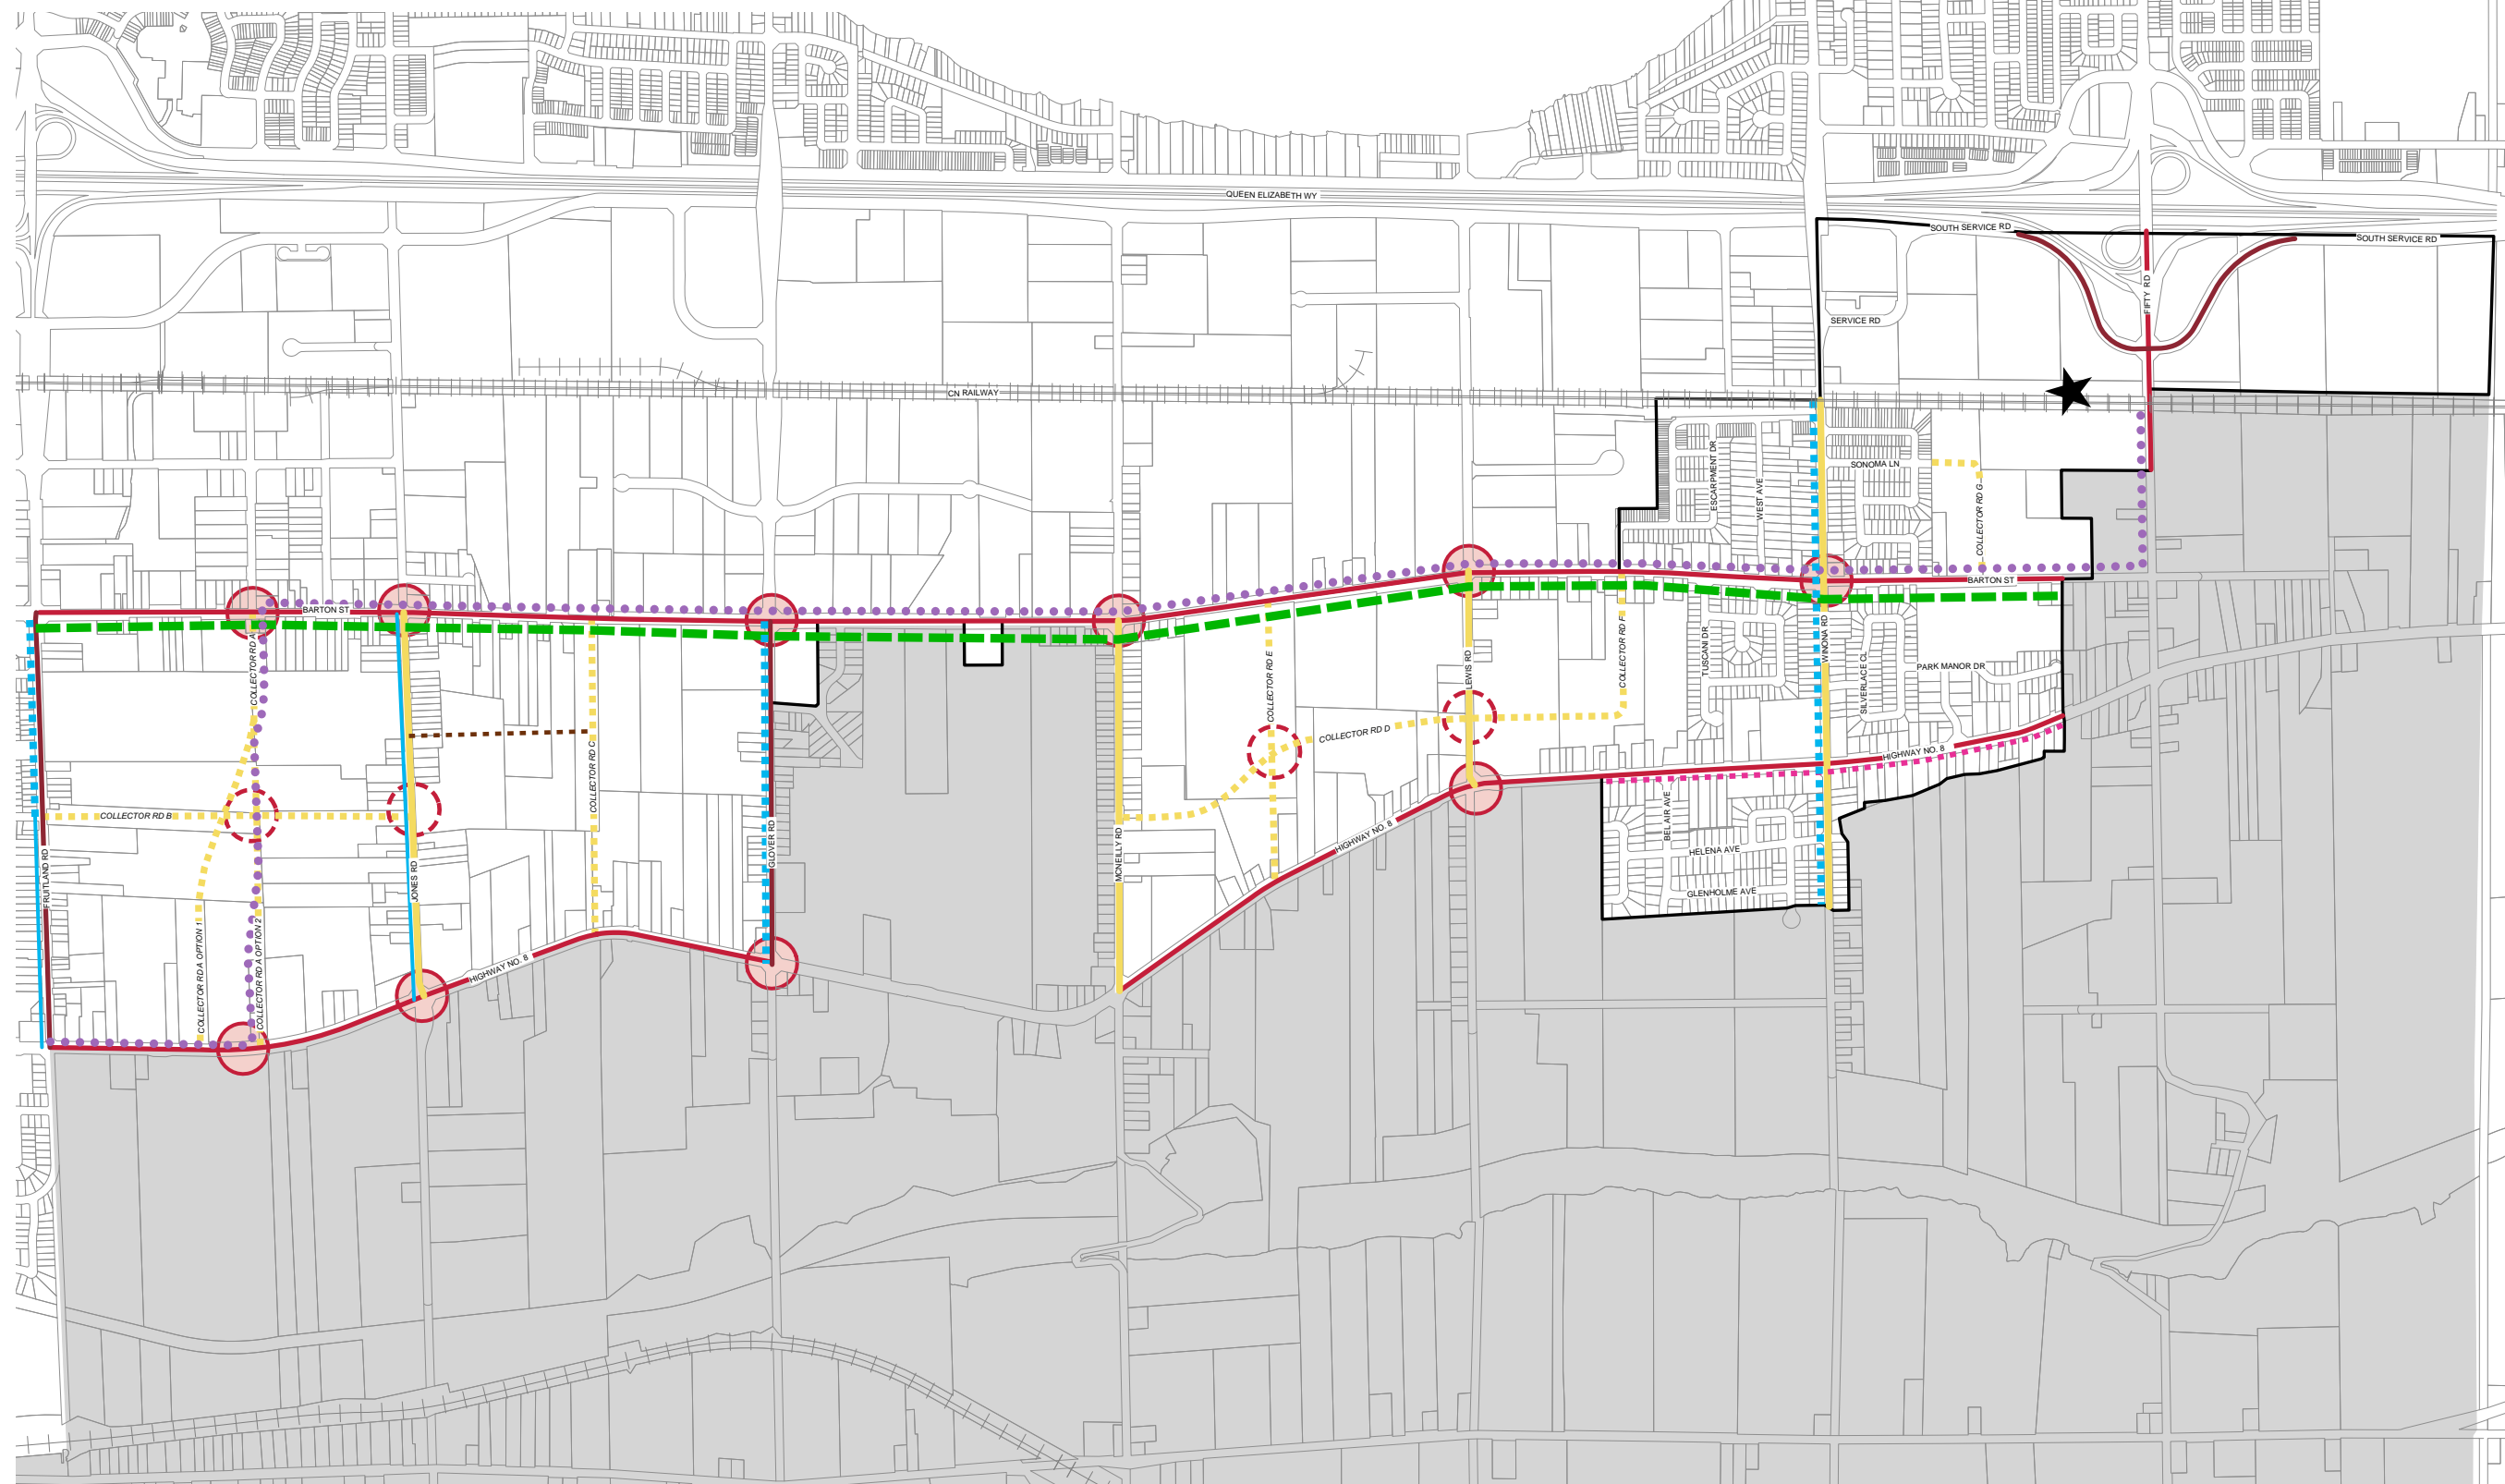 QUEEN ELIZABETH WY
SOUTH SERVICE RD
SOUTH SERVICE RD
FIFTY RD
SERVICE RD
CN RAILWAY
ESCARPMENT DR
WEST AVE
SONOMA LN
COLLECTOR RD G
BARTON ST
BARTON ST
COLLECTOR RD A
COLLECTOR RD E
LEWIS RD
COLLECTOR RD F
TUSCANI DR
WINONA RD
SILVERLACE CL
PARK MANOR DR
COLLECTOR RD D
HIGHWAY NO. 8
COLLECTOR RD C
COLLECTOR RD B
FRUITLAND RD
JONES RD
GLOVER RD
MCNEILLY RD
HIGHWAY NO. 8
BEL AIR AVE
HELENA AVE
GLENHOLME AVE
COLLECTOR RD A OPTION 1
COLLECTOR RD A OPTION 2
HIGHWAY NO. 8